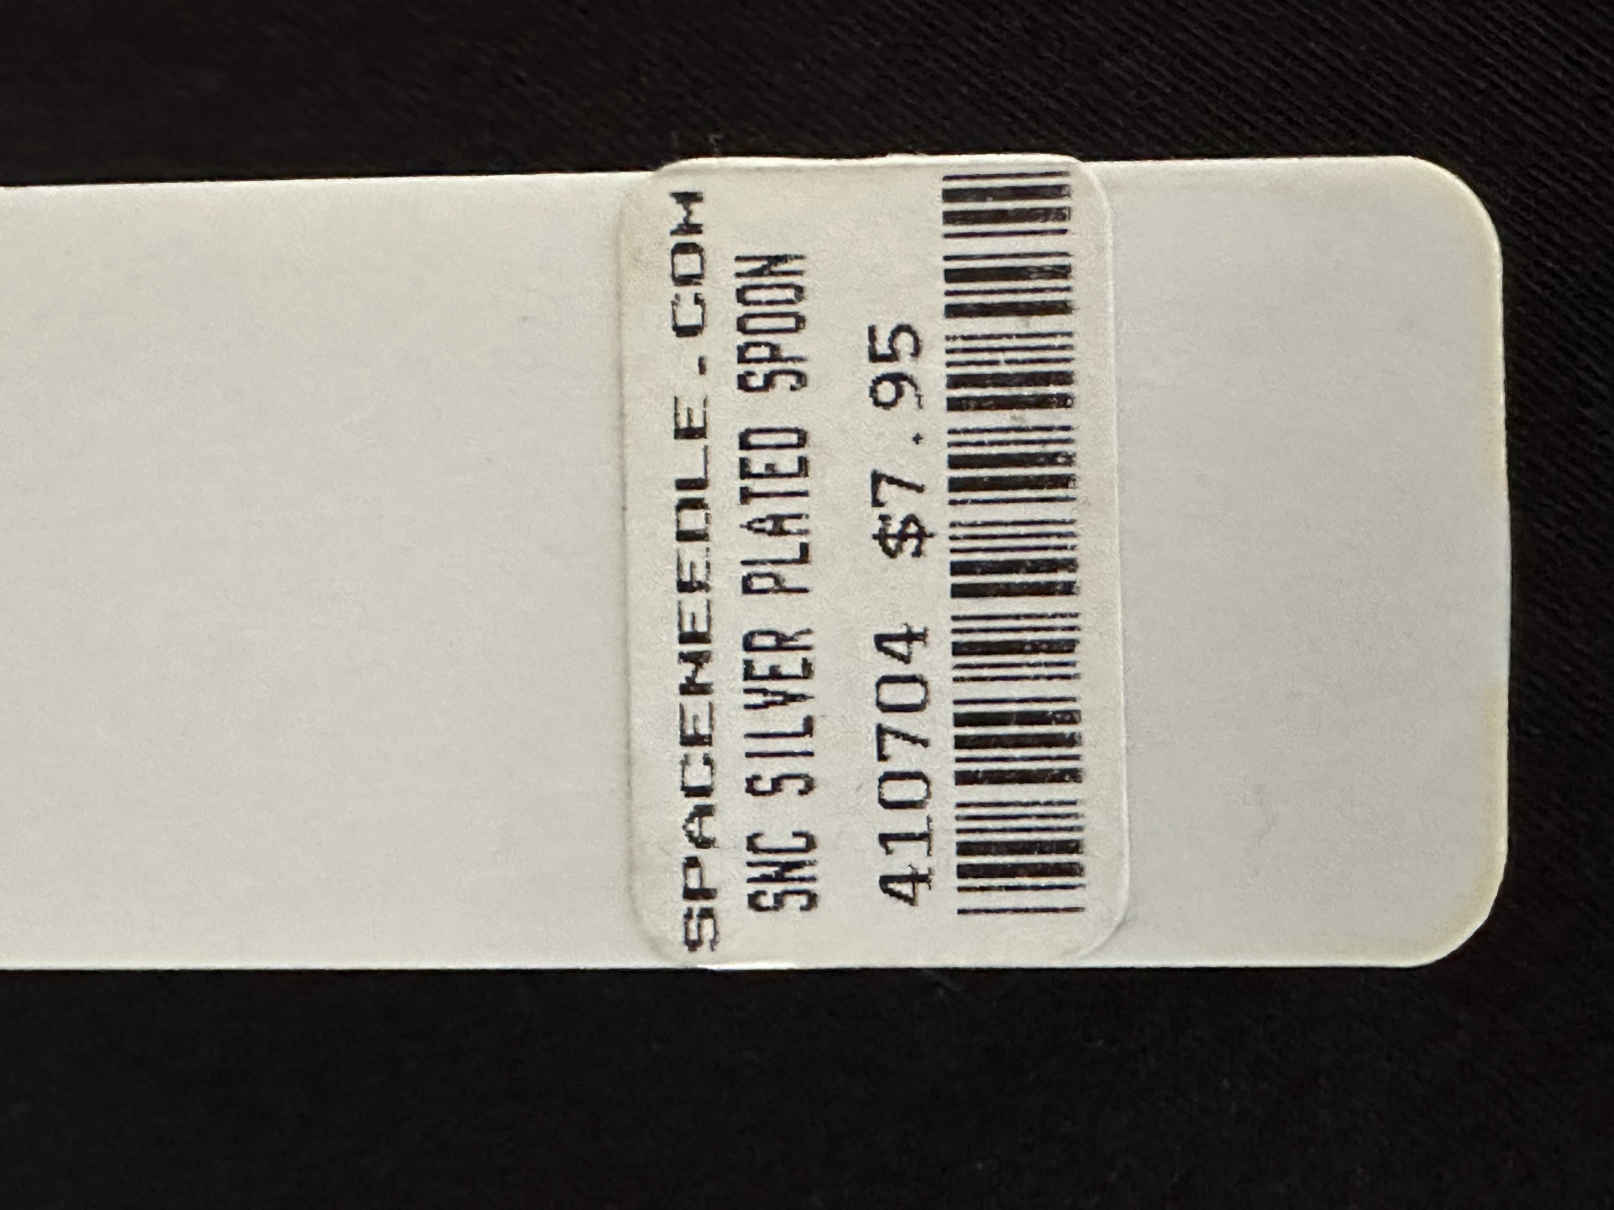 SPACENEEDLE.COM
SNC SILVER PLATED SPOON
410704 $7.95